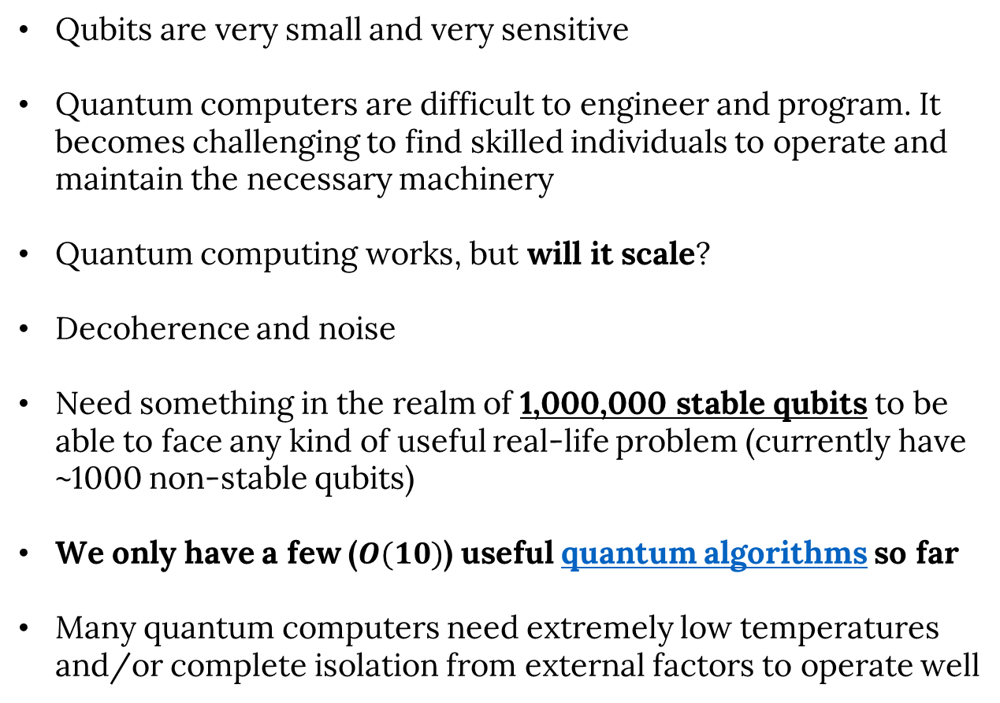 • Qubits are very small and very sensitive
• Quantum computers are difficult to engineer and program. It
becomes challenging to find skilled individuals to operate and
maintain the necessary machinery
• Quantum computing works, but will it scale?
• Decoherence and noise
• Need something in the realm of 1,000,000 stable qubits to be
able to face any kind of useful real-life problem (currently have
~1000 non-stable qubits)
• We only have a few (O(10)) useful quantum algorithms so far
• Many quantum computers need extremely low temperatures
and/or complete isolation from external factors to operate well